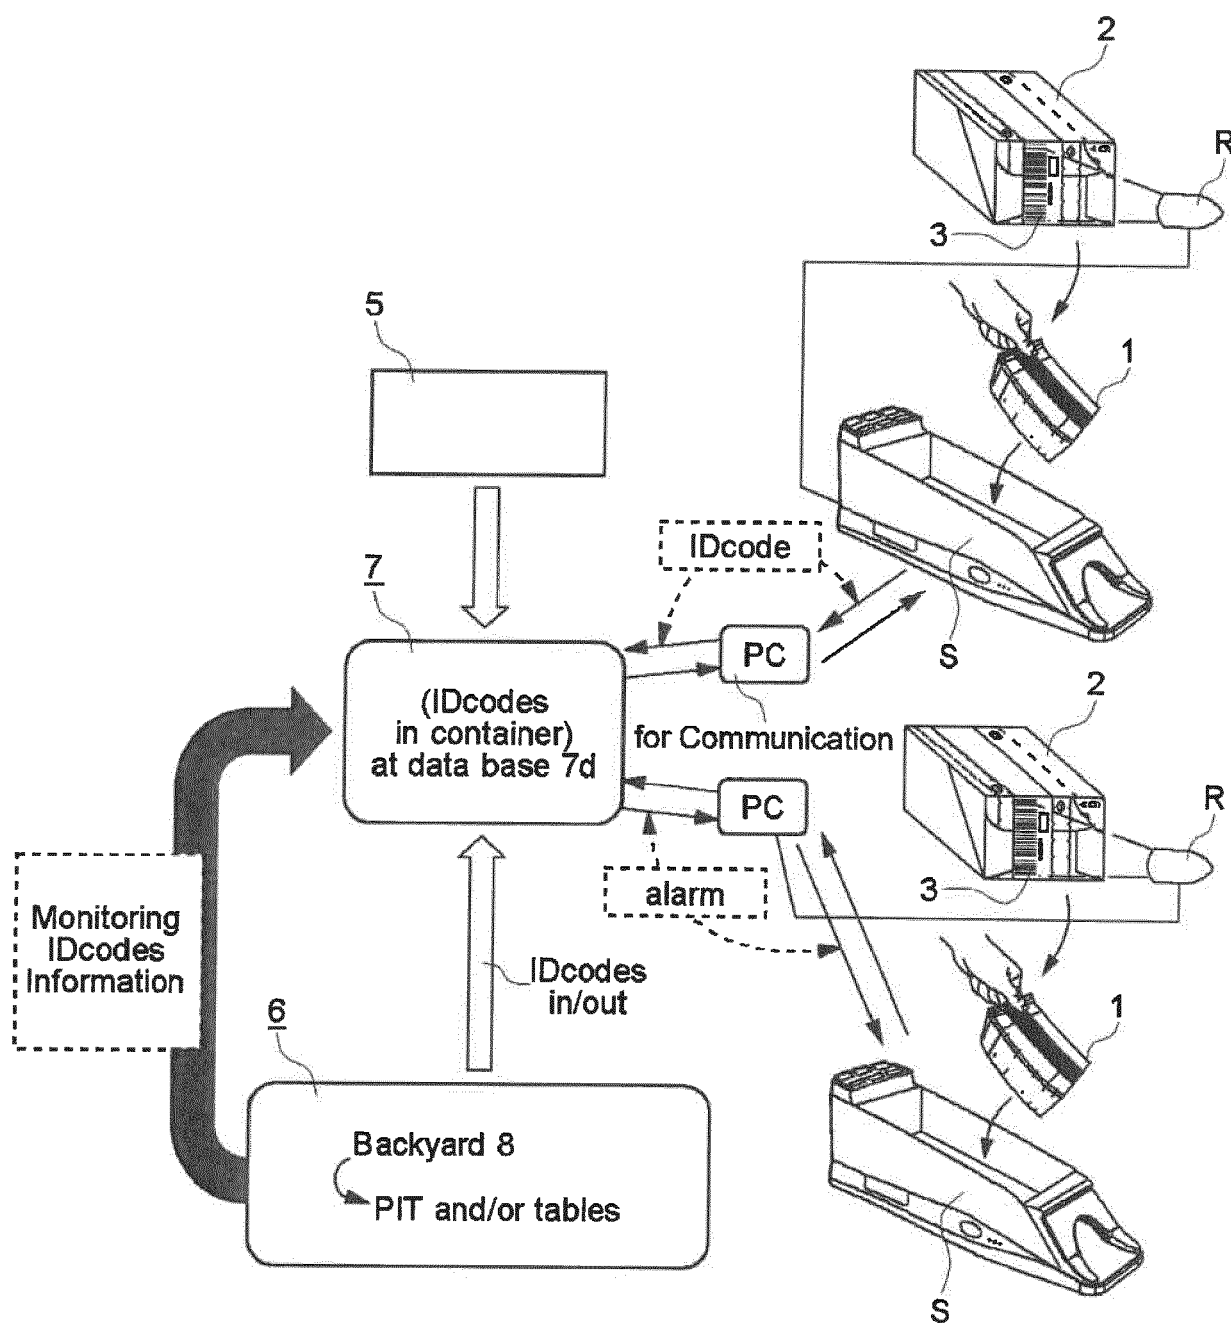 2
R
3
1
5
IDcode
7
S
PC
(IDcodes
in container)
at data base 7d
for Communication
2
PC
R
3
alarm
Monitoring
IDcodes
Information
IDcodes
in/out
6
1
Backyard 8
PIT and/or tables
S